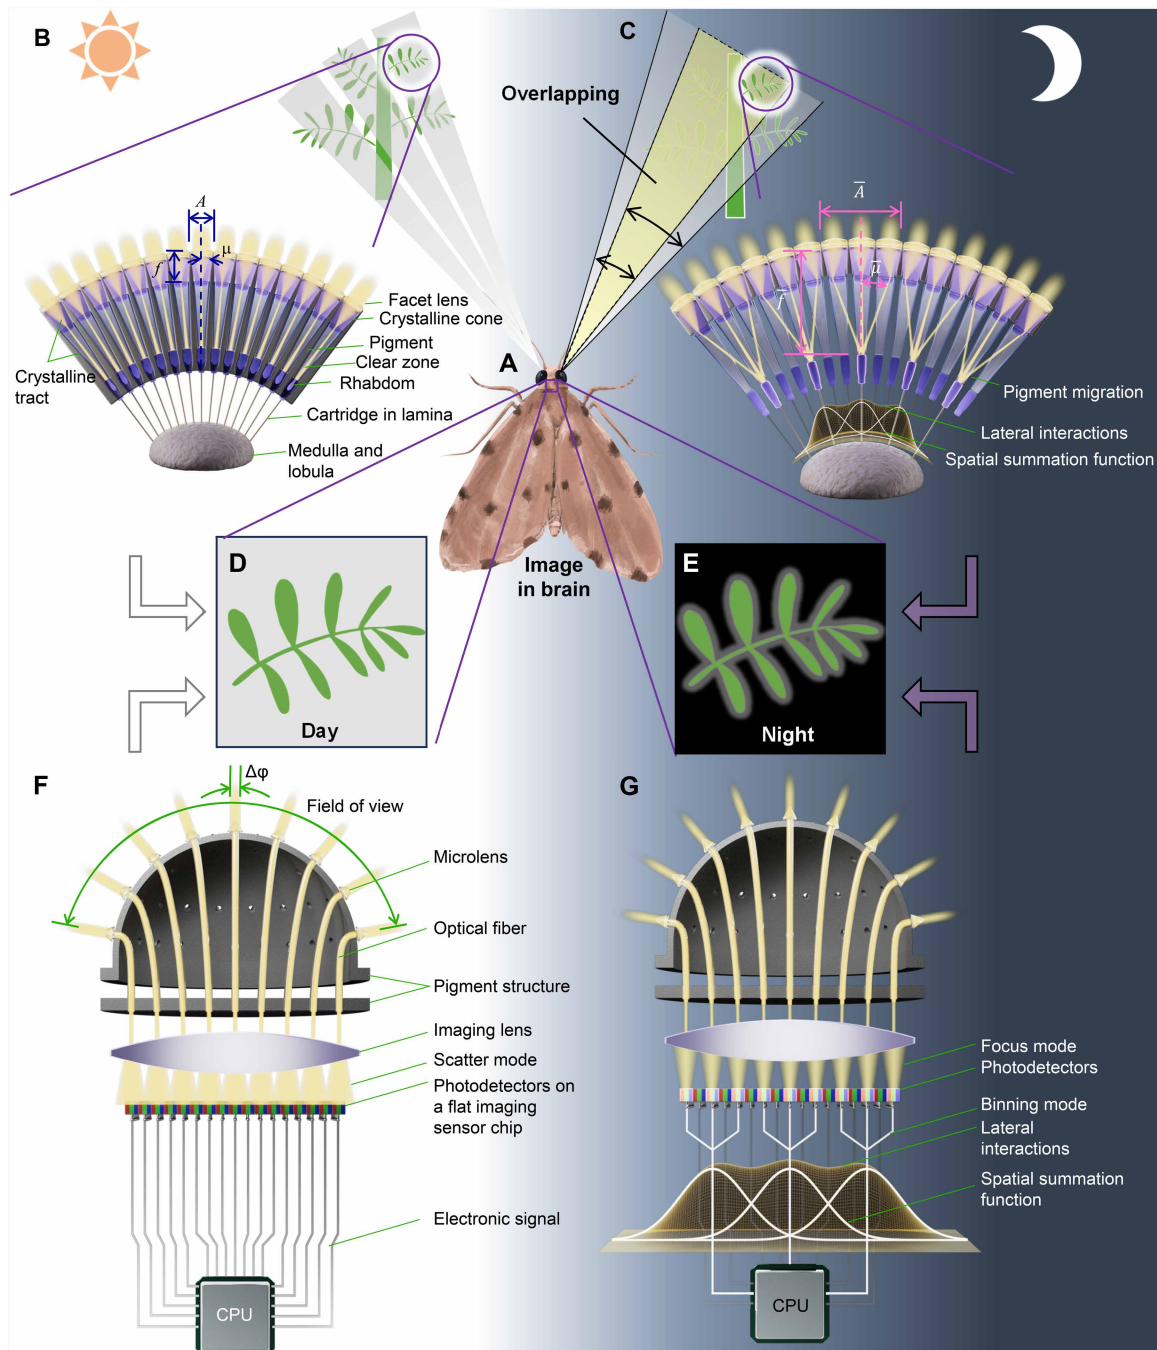 B
C
Overlapping
A
f
μ
Facet lens
Crystalline cone
Pigment
Clear zone
Rhabdom
Crystalline
tract
Cartridge in lamina
Medulla and
lobula
A
A̅
μ̅
f̅
Pigment migration
Lateral interactions
Spatial summation function
D
Day
Image
in brain
E
Night
F
Δφ
Field of view
Microlens
Optical fiber
Pigment structure
Imaging lens
Scatter mode
Photodetectors on
a flat imaging
sensor chip
Electronic signal
CPU
G
Focus mode
Photodetectors
Binning mode
Lateral
interactions
Spatial summation
function
CPU